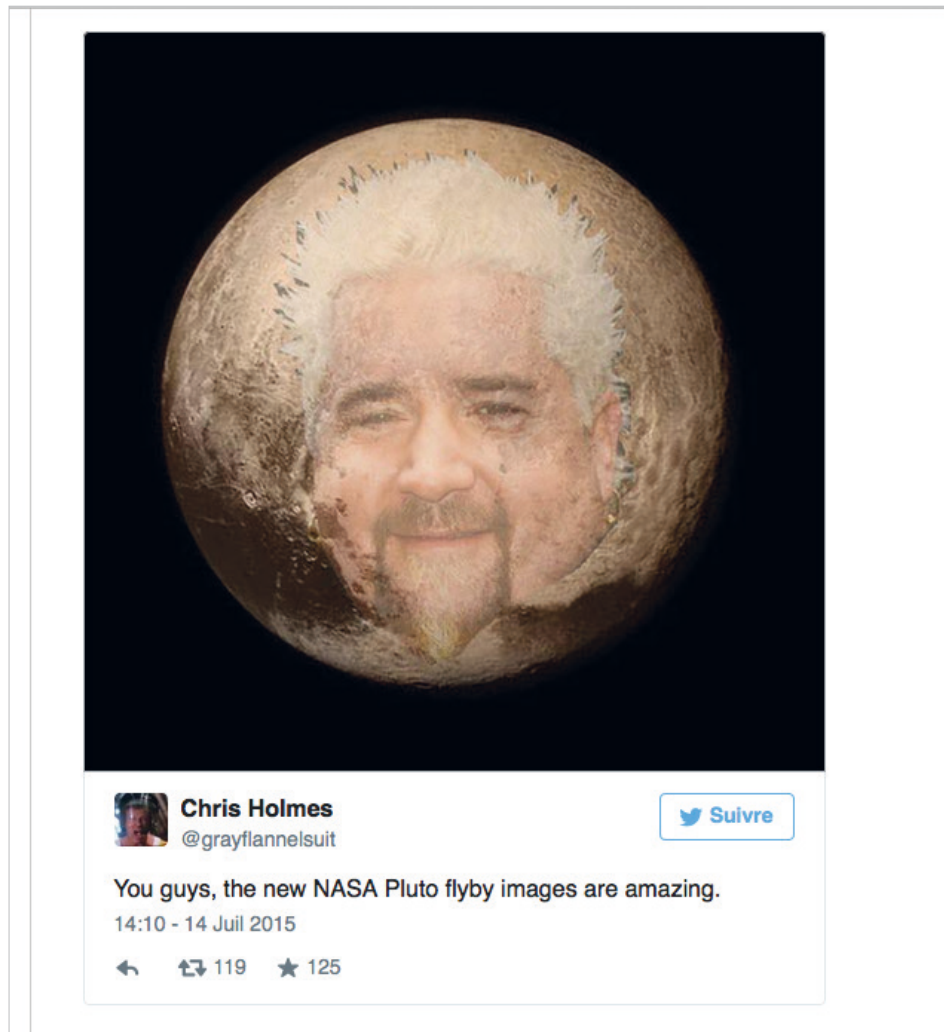 Chris Holmes
Suivre
@grayflannelsuit
You guys, the new NASA Pluto flyby images are amazing.
14:10 - 14 Juil 2015
119 125